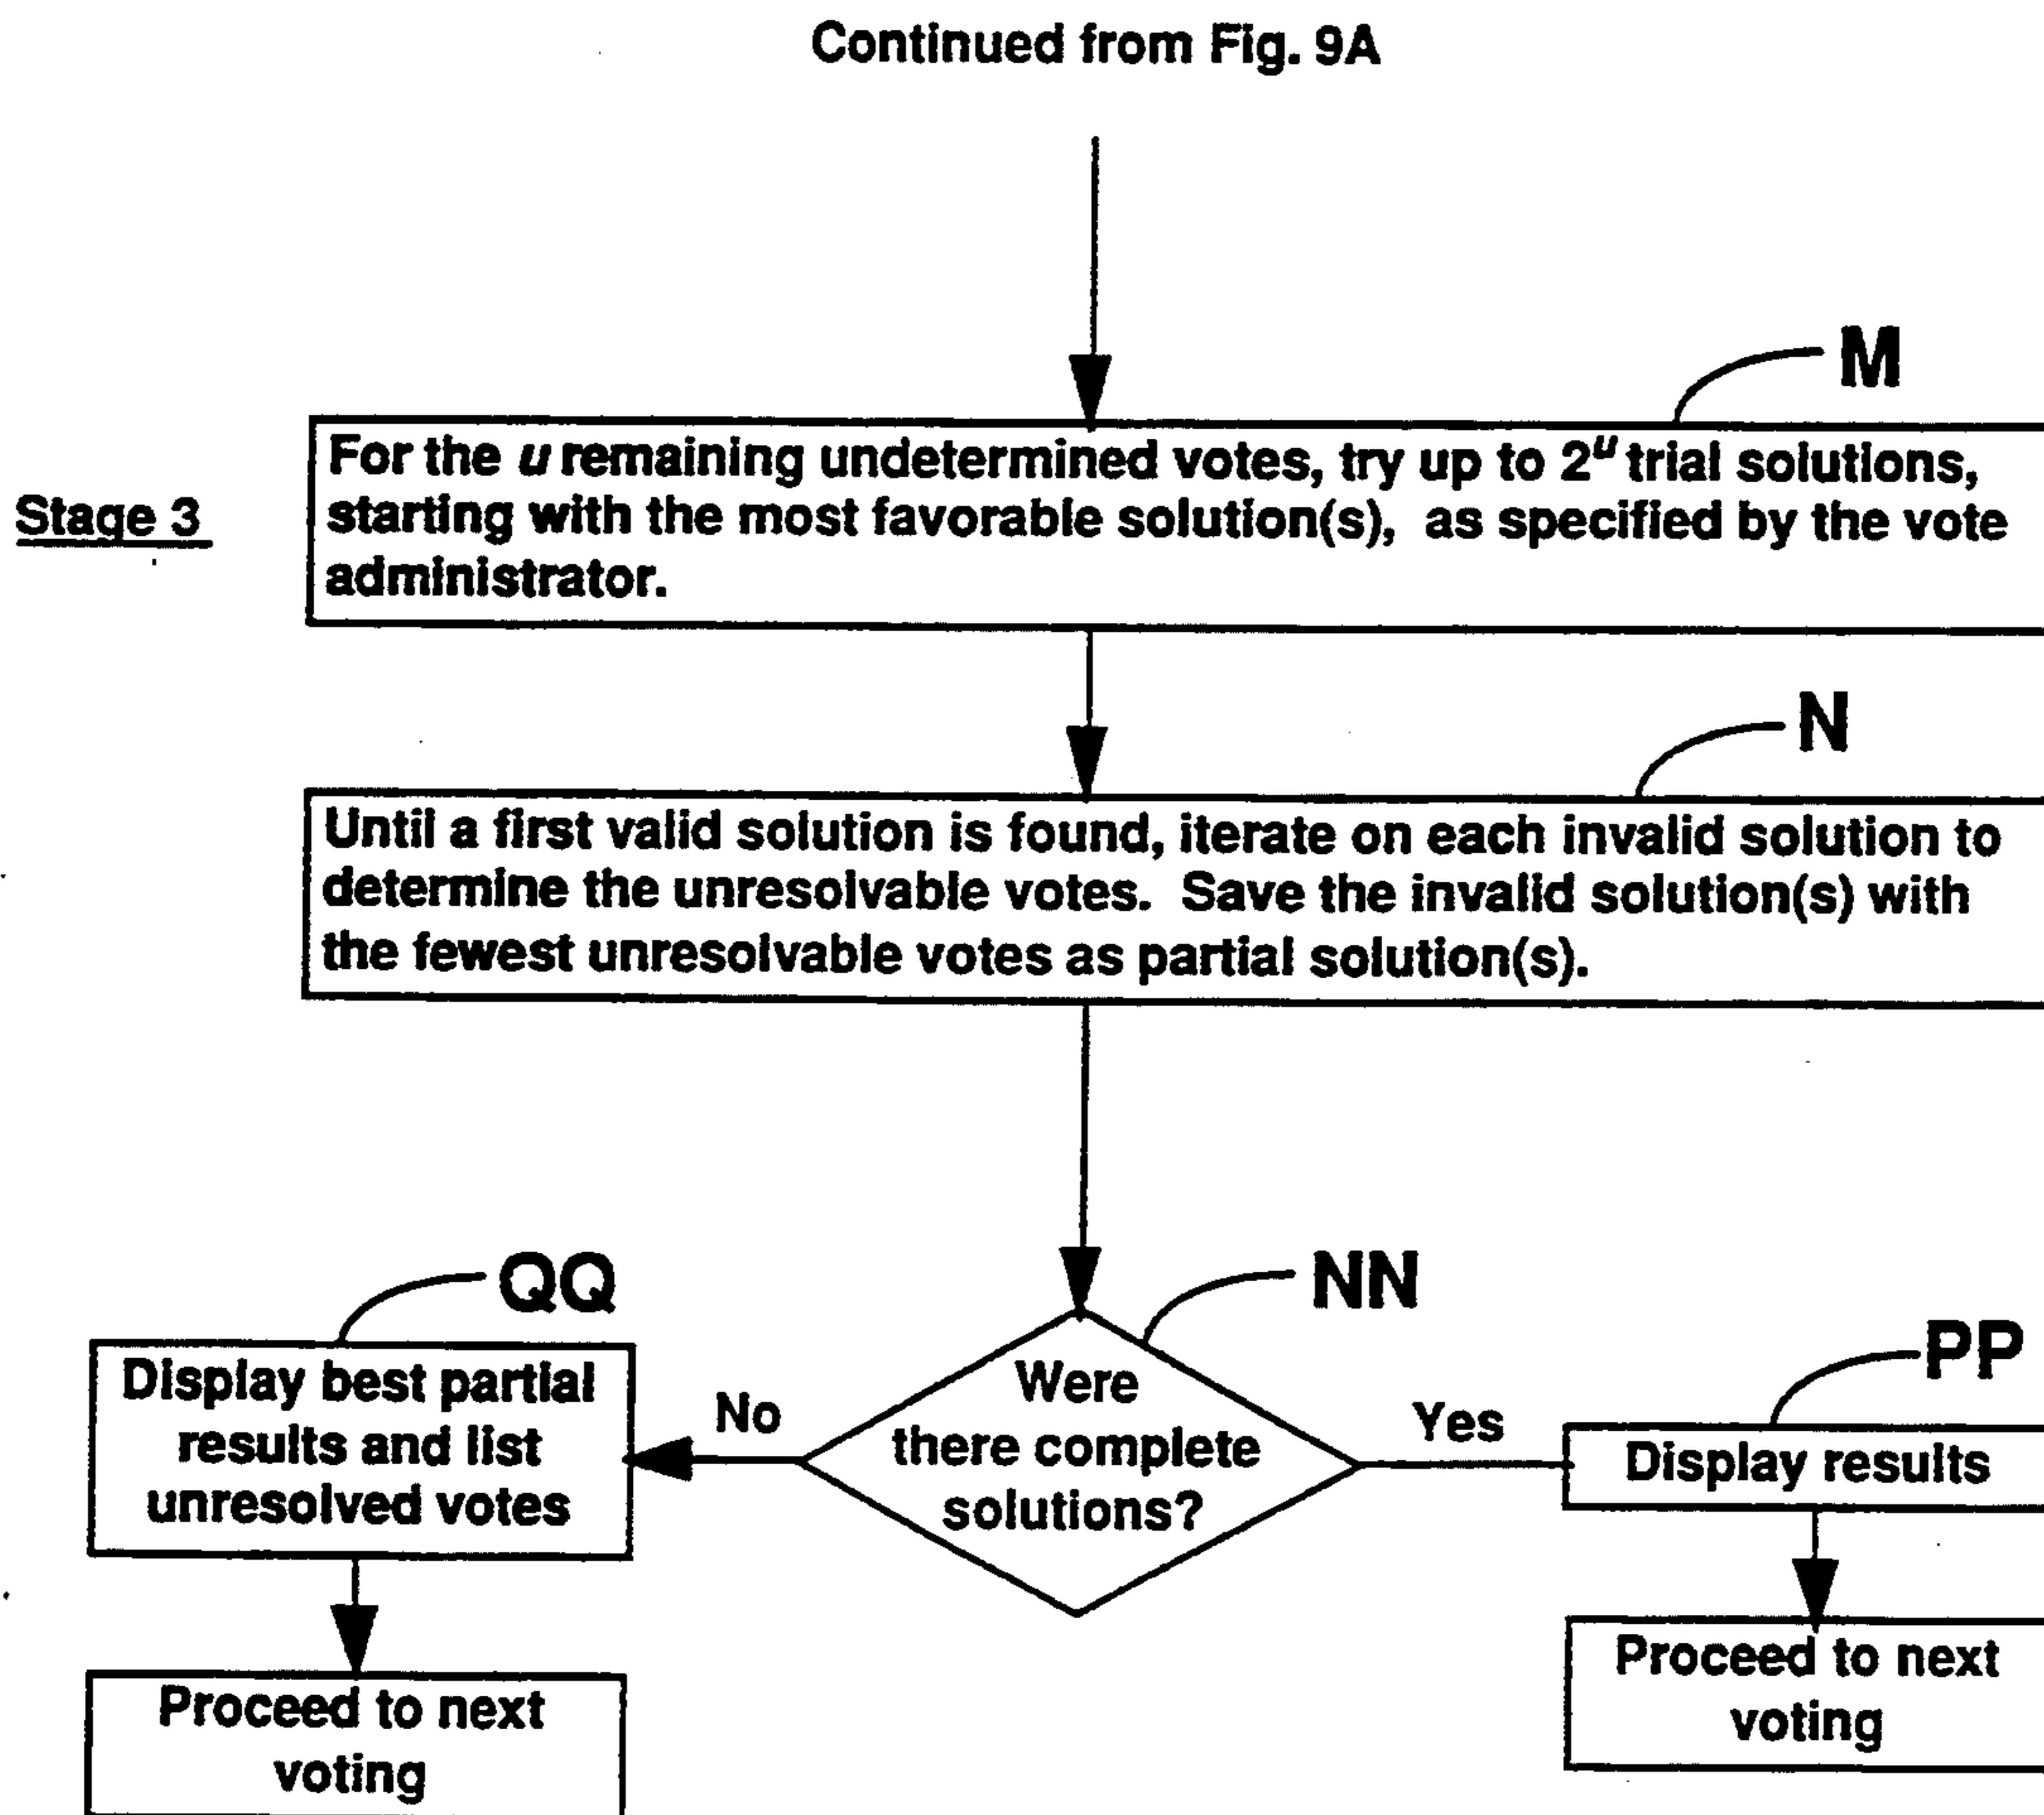 Continued from Fig. 9A
M
Stage 3
For the u remaining undetermined votes, try up to 2ᵘ trial solutions,
starting with the most favorable solution(s), as specified by the vote
administrator.
N
Until a first valid solution is found, iterate on each invalid solution to
determine the unresolvable votes. Save the invalid solution(s) with
the fewest unresolvable votes as partial solution(s).
QQ
NN
PP
Display best partial
results and list
unresolved votes
No
Were
there complete
solutions?
Yes
Display results
Proceed to next
voting
Proceed to next
voting